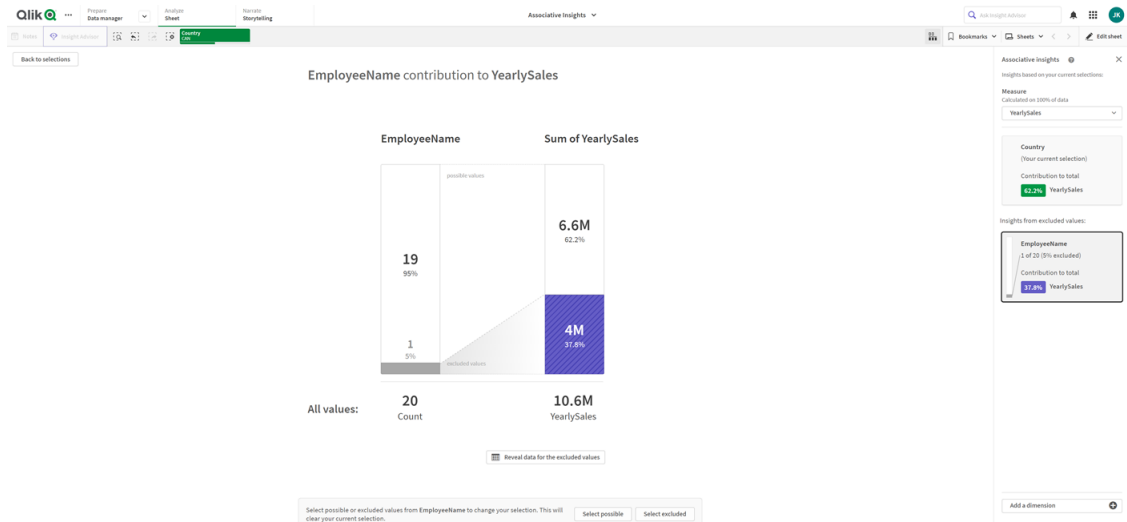 Qlik
Prepare
Data manager
Analyze
Sheet
Narrate
Storytelling
Associative Insights
Ask Insight Advisor
JK
Notes
Insight Advisor
Country
CAN
Bookmarks
Sheets
Edit sheet
Back to selections
EmployeeName contribution to YearlySales
EmployeeName
Sum of YearlySales
possible values
6.6M
62.2%
19
95%
4M
37.8%
1
5%
excluded values
All values:
20
Count
10.6M
YearlySales
Reveal data for the excluded values
Select possible or excluded values from EmployeeName to change your selection. This will
clear your current selection.
Select possible
Select excluded
Associative insights
Insights based on your current selections:
Measure
Calculated on 100% of data
YearlySales
Country
(Your current selection)
Contribution to total
62.2% YearlySales
Insights from excluded values:
EmployeeName
1 of 20 (5% excluded)
Contribution to total
37.8% YearlySales
Add a dimension